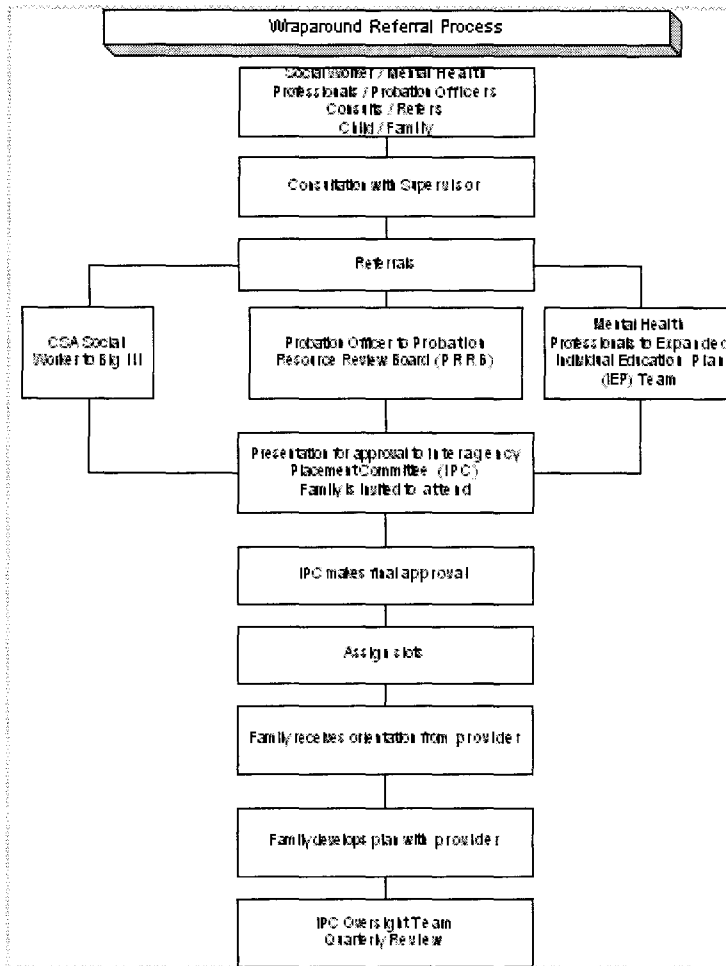 Wraparound Referral Process
Social Worker / Mental Health
Professionals / Probation Officers
Consults / Refers
Child / Family
Consultation with Supervisor
Referrals
CSA Social
Worker to Big III
Probation Officer to Probation
Resource Review Board (PRRB)
Mental Health
Professionals to Expanded
Individual Education Plan
(IEP) Team
Presentation for approval to Interagency
Placement Committee (IPC)
Family is invited to attend
IPC makes final approval
Assign slots
Family receives orientation from provider
Family develops plan with provider
IPC Oversight Team
Quarterly Review